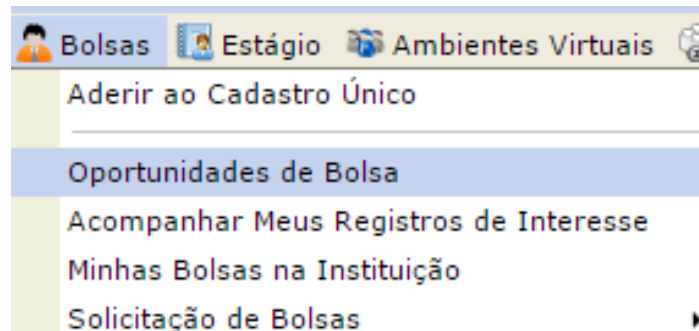 Bolsas Estágio Ambientes Virtuais
Aderir ao Cadastro Único
Oportunidades de Bolsa
Acompanhar Meus Registros de Interesse
Minhas Bolsas na Instituição
Solicitação de Bolsas